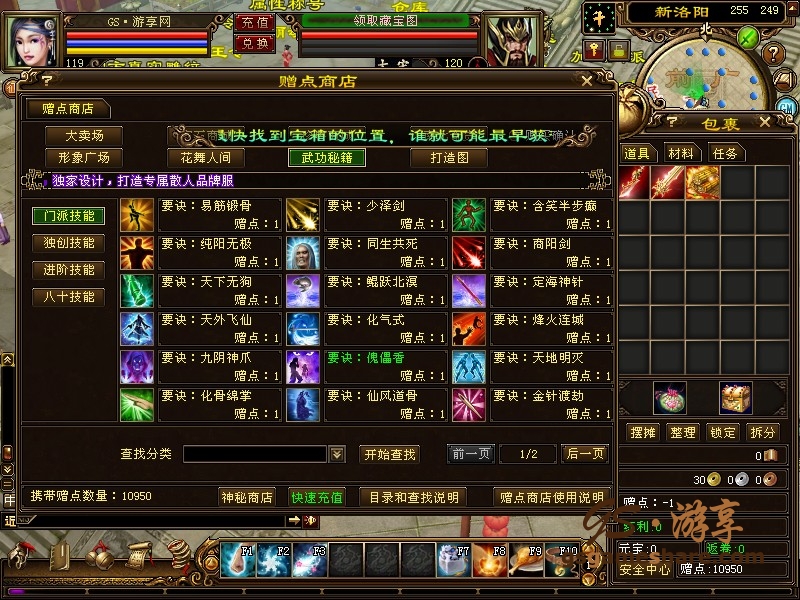 GS·游享网
119
充值
兑换
领取藏宝图
120
新洛阳 255 249
北
赠点商店
赠点商店
大卖场
形象广场
花舞人间
武功秘籍
打造图
封快找到宝箱的位置，谁就可能最早获
独家设计，打造专属散人品牌服
门派技能
独创技能
进阶技能
八十技能
要诀：易筋锻骨
赠点：1
要诀：少泽剑
赠点：1
要诀：含笑半步癫
赠点：1
要诀：纯阳无极
赠点：1
要诀：同生共死
赠点：1
要诀：商阳剑
赠点：1
要诀：天下无狗
赠点：1
要诀：鲲跃北溟
赠点：1
要诀：定海神针
赠点：1
要诀：天外飞仙
赠点：1
要诀：化气式
赠点：1
要诀：烽火连城
赠点：1
要诀：九阴神爪
赠点：1
要诀：傀儡香
赠点：1
要诀：天地明灭
赠点：1
要诀：化骨绵掌
赠点：1
要诀：仙风道骨
赠点：1
要诀：金针渡劫
赠点：1
查找分类
开始查找
前一页
1/2
后一页
携带赠点数量：10950
神秘商店
快速充值
目录和查找说明
赠点商店使用说明
包裹
道具
材料
任务
摆摊
整理
锁定
拆分
0
30 0 0
赠点：-1
红利:0
元宝:0
返卷:0
安全中心
赠点:10950
游享
近
F1 F2 F3 F7 F8 F9 F10
1